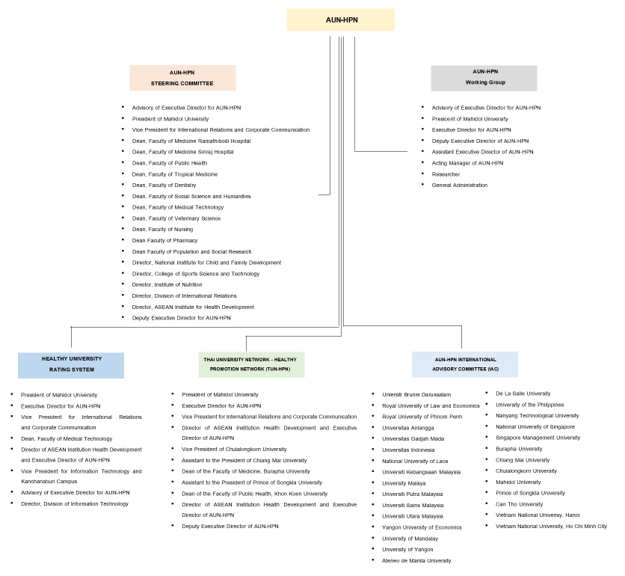 AUN-HPN
AUN-HPN
STEERING COMMITTEE
Advisory of Executive Director for AUN-HPN
President of Mahidol University
Vice President for International Relations and Corporate Communication
Dean, Faculty of Medicine Ramathibodi Hospital
Dean, Faculty of Medicine Siriraj Hospital
Dean, Faculty of Public Health
Dean, Faculty of Tropical Medicine
Dean, Faculty of Dentistry
Dean, Faculty of Social Science and Humanities
Dean, Faculty of Medical Technology
Dean, Faculty of Veterinary Science
Dean, Faculty of Nursing
Dean Faculty of Pharmacy
Dean Faculty of Population and Social Research
Director, National Institute for Child and Family Development
Director, College of Sports Science and Technology
Director, Institute of Nutrition
Director, Division of International Relations
Director, ASEAN Institute for Health Development
Deputy Executive Director for AUN-HPN
AUN-HPN
Working Group
Advisory of Executive Director for AUN-HPN
President of Mahidol University
Executive Director for AUN-HPN
Deputy Executive Director of AUN-HPN
Assistant Executive Director of AUN-HPN
Acting Manager of AUN-HPN
Researcher
General Administration
HEALTHY UNIVERSITY
RATING SYSTEM
President of Mahidol University
Executive Director for AUN-HPN
Vice President for International Relations
and Corporate Communication
Dean, Faculty of Medical Technology
Director of ASEAN Institution Health Development
and Executive Director of AUN-HPN
Vice President for Information Technology and
Kanchanaburi Campus
Advisory of Executive Director for AUN-HPN
Director, Division of Information Technology
THAI UNIVERSITY NETWORK – HEALTHY
PROMOTION NETWORK (TUN-HPN)
President of Mahidol University
Executive Director for AUN-HPN
Vice President for International Relations and Corporate Communication
Director of ASEAN Institution Health Development and Executive
Director of AUN-HPN
Vice President of Chulalongkorn University
Assistant to the President of Chiang Mai University
Dean of the Faculty of Medicine, Burapha University
Assistant to the President of Prince of Songkla University
Dean of the Faculty of Public Health, Khon Kaen University
Director of ASEAN Institution Health Development and Executive
Director of AUN-HPN
Deputy Executive Director of AUN-HPN
AUN-HPN INTERNATIONAL
ADVISORY COMMITTEE (IAC)
Universiti Brunei Darussalam
Royal University of Law and Economics
Royal University of Phnom Penh
Universitas Airlangga
Universitas Gadjah Mada
Universitas Indonesia
National University of Laos
Universiti Kebangsaan Malaysia
University Malaya
Universiti Putra Malaysia
Universiti Sains Malaysia
Universiti Utara Malaysia
Yangon University of Economics
University of Mandalay
University of Yangon
Ateneo de Manila University
De La Salle University
University of the Philippines
Nanyang Technological University
National University of Singapore
Singapore Management University
Burapha University
Chiang Mai University
Chulalongkorn University
Mahidol University
Prince of Songkla University
Can Tho University
Vietnam National University, Hanoi
Vietnam National University, Ho Chi Minh City